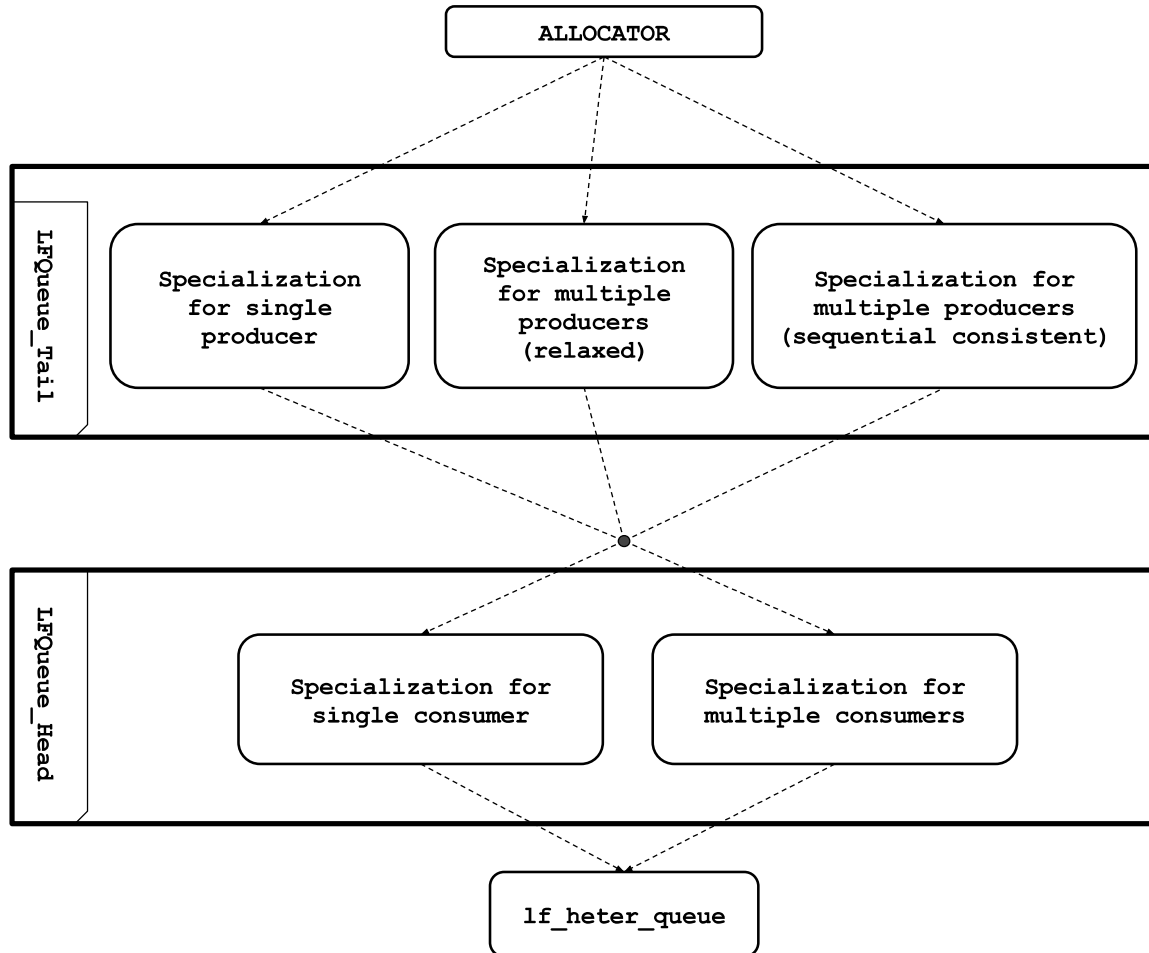 ALLOCATOR
LFQueue_Tail
Specialization
for single
producer
Specialization
for multiple
producers
(relaxed)
Specialization for
multiple producers
(sequential consistent)
LFQueue_Head
Specialization for
single consumer
Specialization for
multiple consumers
lf_heter_queue